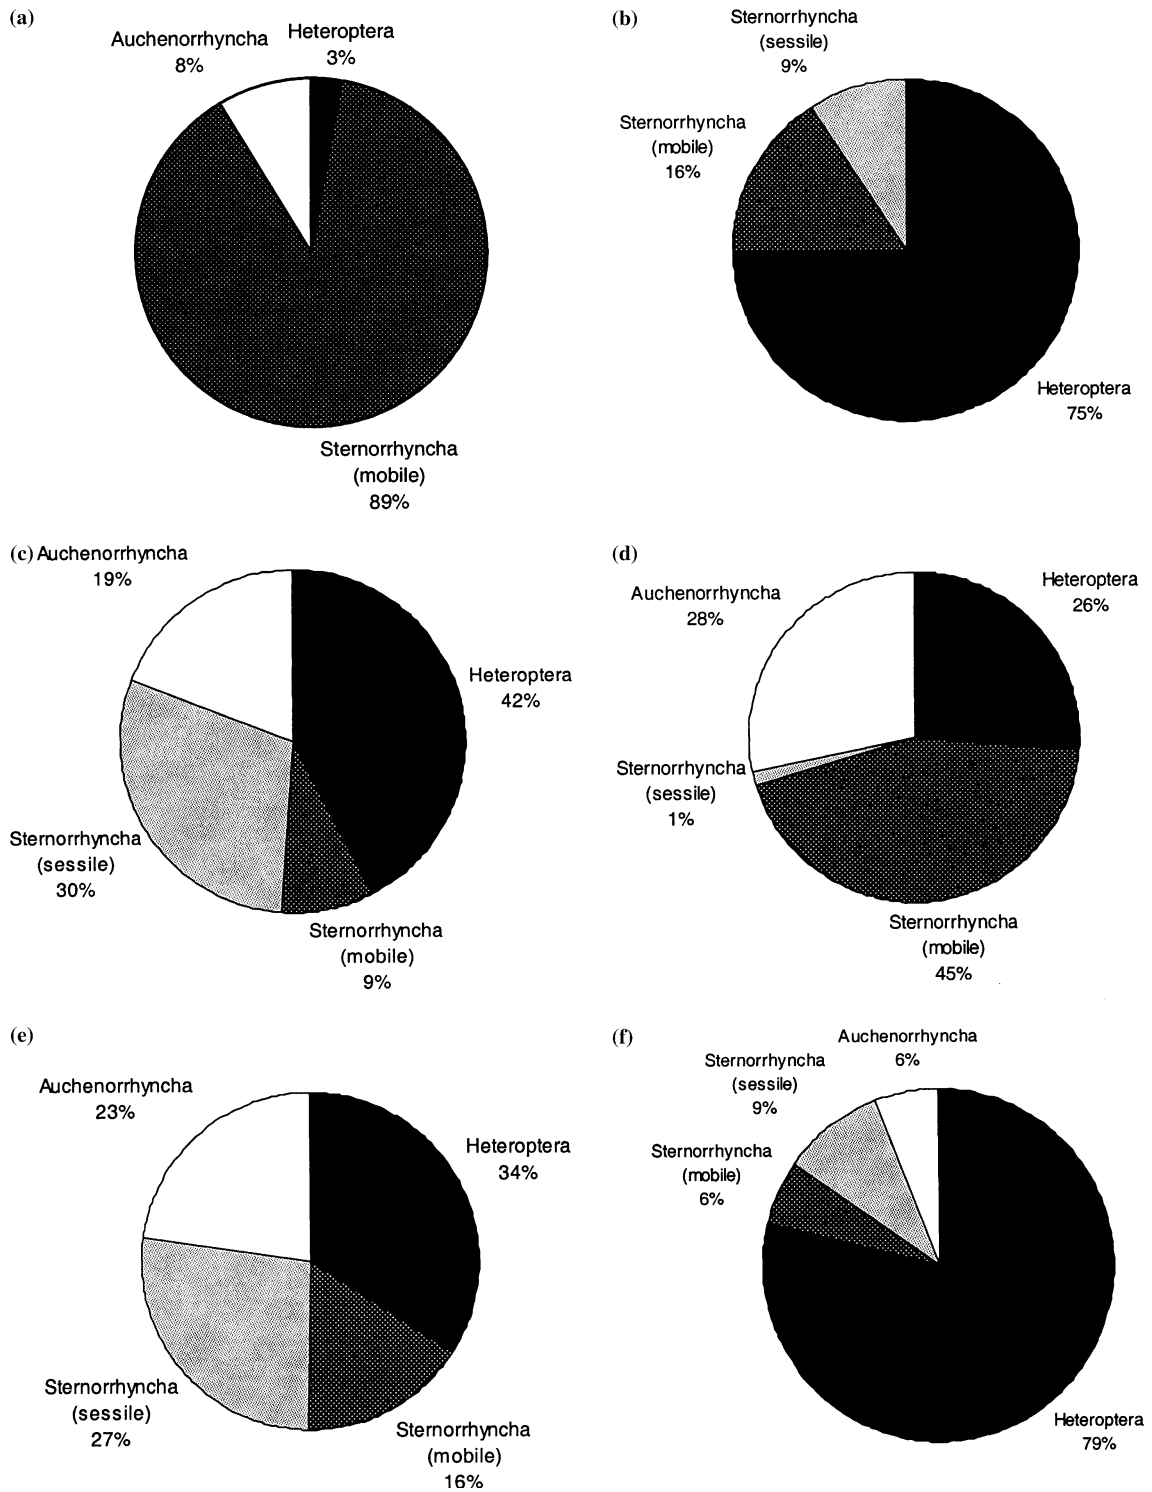 (a)
Auchenorrhyncha
8%
Heteroptera
3%
Sternorrhyncha
(mobile)
89%
(b)
Sternorrhyncha
(sessile)
9%
Sternorrhyncha
(mobile)
16%
Heteroptera
75%
(c)
Auchenorrhyncha
19%
Heteroptera
42%
Sternorrhyncha
(sessile)
30%
Sternorrhyncha
(mobile)
9%
(d)
Auchenorrhyncha
28%
Heteroptera
26%
Sternorrhyncha
(sessile)
1%
Sternorrhyncha
(mobile)
45%
(e)
Auchenorrhyncha
23%
Heteroptera
34%
Sternorrhyncha
(sessile)
27%
Sternorrhyncha
(mobile)
16%
(f)
Auchenorrhyncha
6%
Sternorrhyncha
(sessile)
9%
Sternorrhyncha
(mobile)
6%
Heteroptera
79%